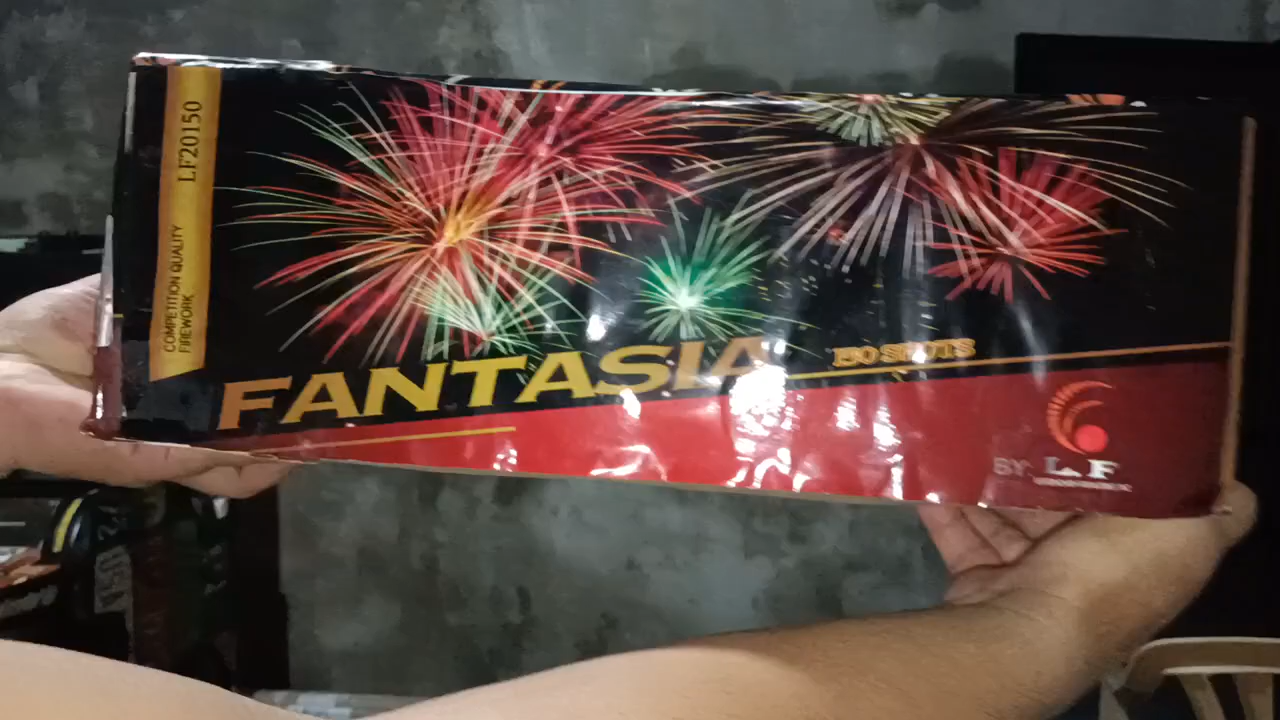 LF20150
COMPETITION QUALITY
FIREWORK
FANTASIA
150 SHOTS
BY LF